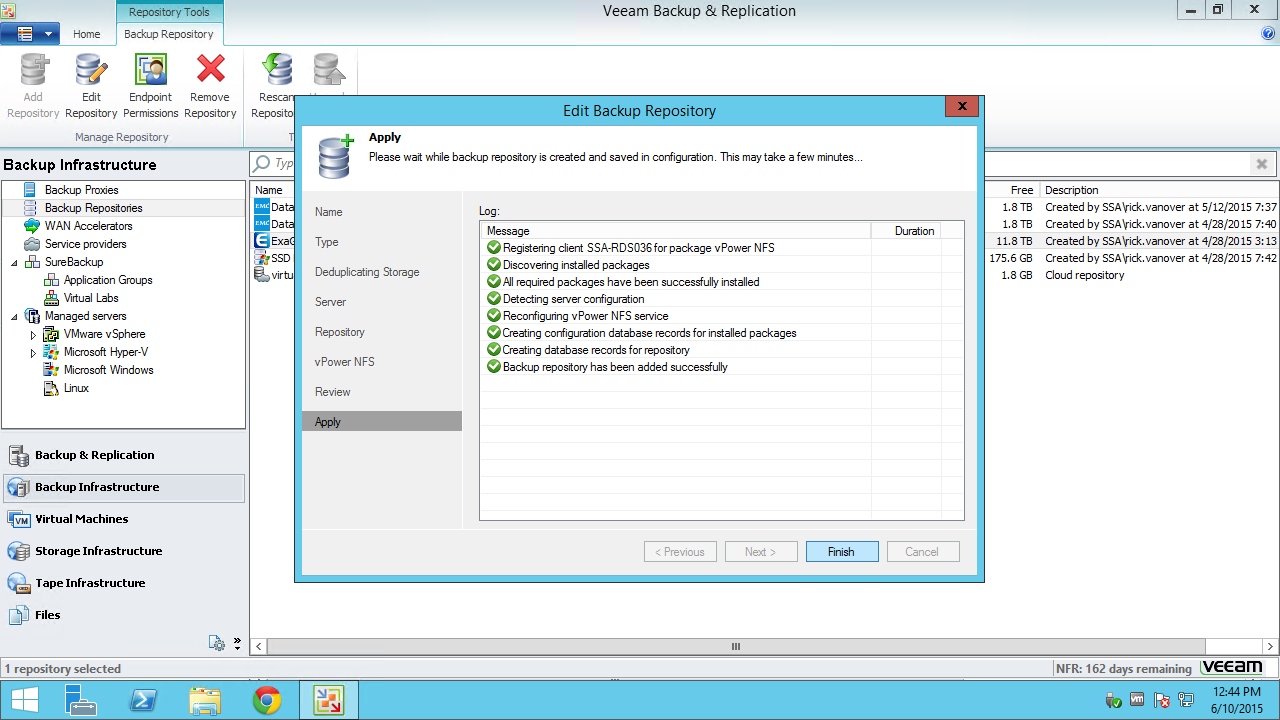 Repository Tools
Veeam Backup & Replication
Home
Backup Repository
Add Repository
Edit Repository
Endpoint Permissions
Remove Repository
Rescan
Manage Repository
Edit Backup Repository
Apply
Please wait while backup repository is created and saved in configuration. This may take a few minutes...
Backup Infrastructure
Backup Proxies
Backup Repositories
WAN Accelerators
Service providers
SureBackup
Application Groups
Virtual Labs
Managed servers
VMware vSphere
Microsoft Hyper-V
Microsoft Windows
Linux
Backup & Replication
Backup Infrastructure
Virtual Machines
Storage Infrastructure
Tape Infrastructure
Files
Name
Free
Description
EMC Data
1.8 TB
Created by SSA\rick.vanover at 5/12/2015 7:37
EMC Data
1.8 TB
Created by SSA\rick.vanover at 4/28/2015 7:40
ExaG
11.8 TB
Created by SSA\rick.vanover at 4/28/2015 3:13
SSD
175.6 GB
Created by SSA\rick.vanover at 4/28/2015 7:42
virtu
1.8 GB
Cloud repository
Name
Type
Deduplicating Storage
Server
Repository
vPower NFS
Review
Apply
Log:
Message
Duration
Registering client SSA-RDS036 for package vPower NFS
Discovering installed packages
All required packages have been successfully installed
Detecting server configuration
Reconfiguring vPower NFS service
Creating configuration database records for installed packages
Creating database records for repository
Backup repository has been added successfully
< Previous
Next >
Finish
Cancel
1 repository selected
NFR: 162 days remaining
veeam
12:44 PM
6/10/2015